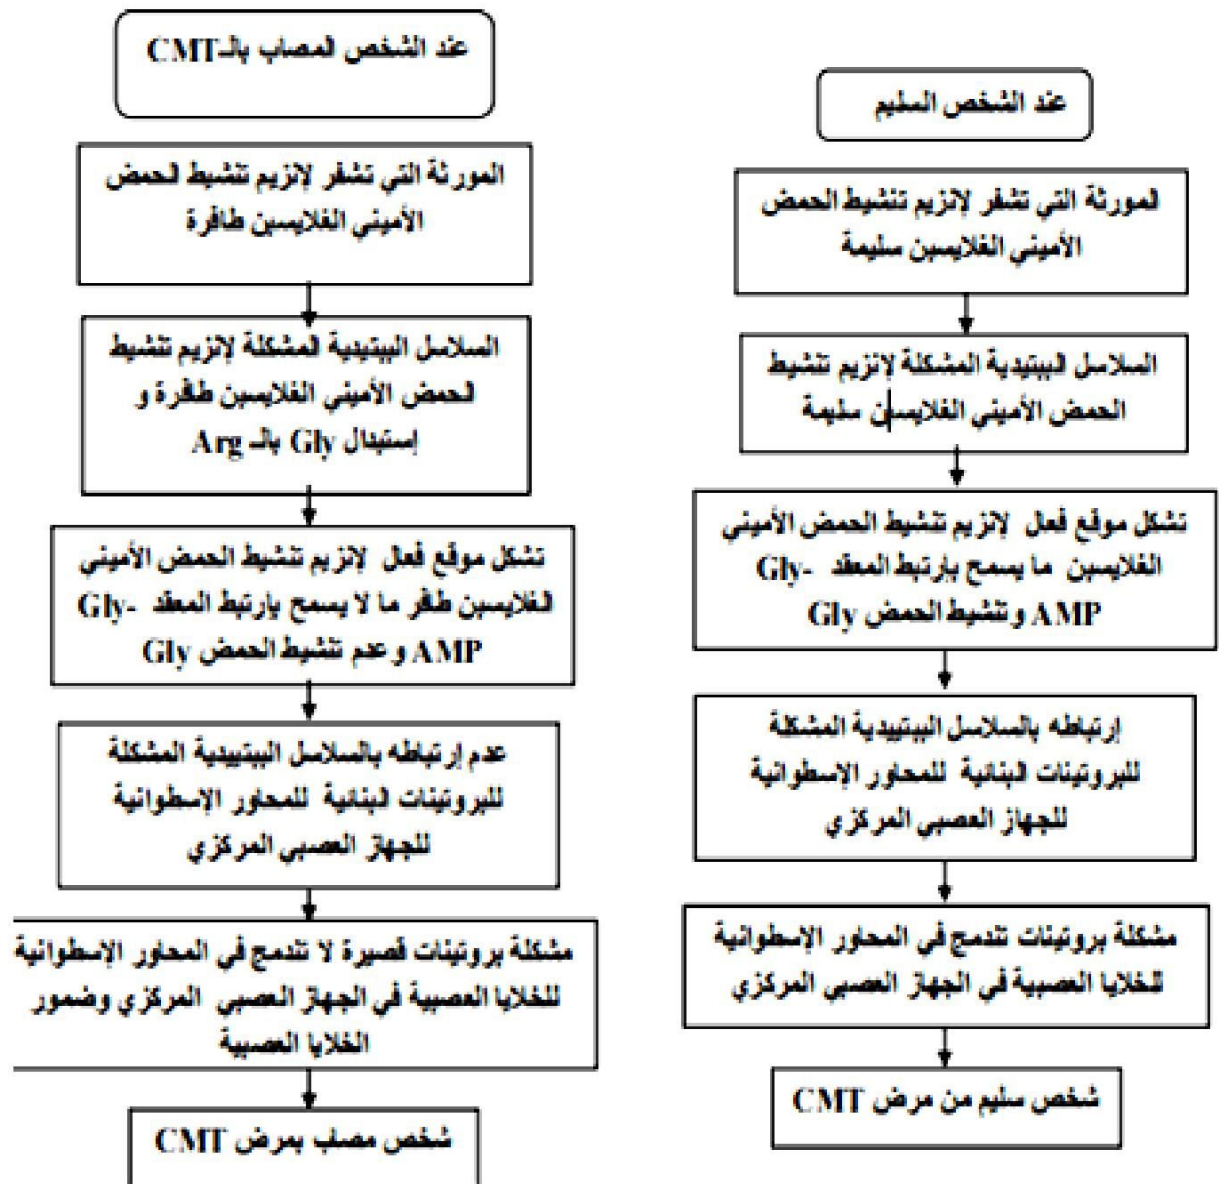 عند الشخص السليم
المورثة التي تشفر لإنزيم تنشيط الحمض
الأميني الغلايسين سليمة
السلاسل الببتيدية المشكلة لإنزيم تنشيط
الحمض الأميني الغلايسين سليمة
تشكل موقع فعال لإنزيم تنشيط الحمض الأميني
الغلايسين ما يسمح بإرتبط المعقد Gly-
AMP و تنشيط الحمض Gly
إرتباطه بالسلاسل الببتييدية المشكلة
للبروتينات البنائية للمحاور الإسطوانية
للجهاز العصبي المركزي
مشكلة بروتينات تندمج في المحاور الإسطوانية
للخلايا العصبية في الجهاز العصبي المركزي
شخص سليم من مرض CMT
عند الشخص المصاب بالـCMT
المورثة التي تشفر لإنزيم تنشيط الحمض
الأميني الغلايسين طافرة
السلاسل الببتيدية المشكلة لإنزيم تنشيط
الحمض الأميني الغلايسين طافرة و
إستبدال Gly بالـ Arg
تشكل موقع فعال لإنزيم تنشيط الحمض الأميني
الغلايسين طافر ما لا يسمح بإرتبط المعقد Gly-
AMP و عدم تنشيط الحمض Gly
عدم إرتباطه بالسلاسل الببتييدية المشكلة
للبروتينات البنائية للمحاور الإسطوانية
للجهاز العصبي المركزي
مشكلة بروتينات قصيرة لا تندمج في المحاور الإسطوانية
للخلايا العصبية في الجهاز العصبي المركزي وضمور
الخلايا العصبية
شخص مصاب بمرض CMT